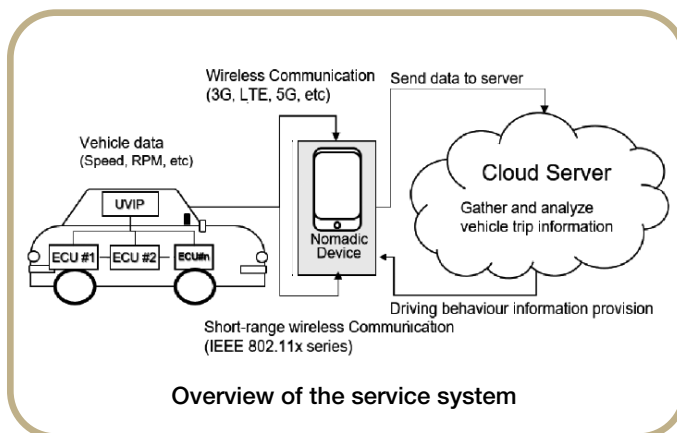 Wireless Communication
(3G, LTE, 5G, etc)
Send data to server
Vehicle data
(Speed, RPM, etc)
UVIP
ECU #1
ECU #2
ECU#n
Nomadic
Device
Cloud Server
Gather and analyze
vehicle trip information
Driving behaviour information provision
Short-range wireless Communication
(IEEE 802.11x series)
Overview of the service system